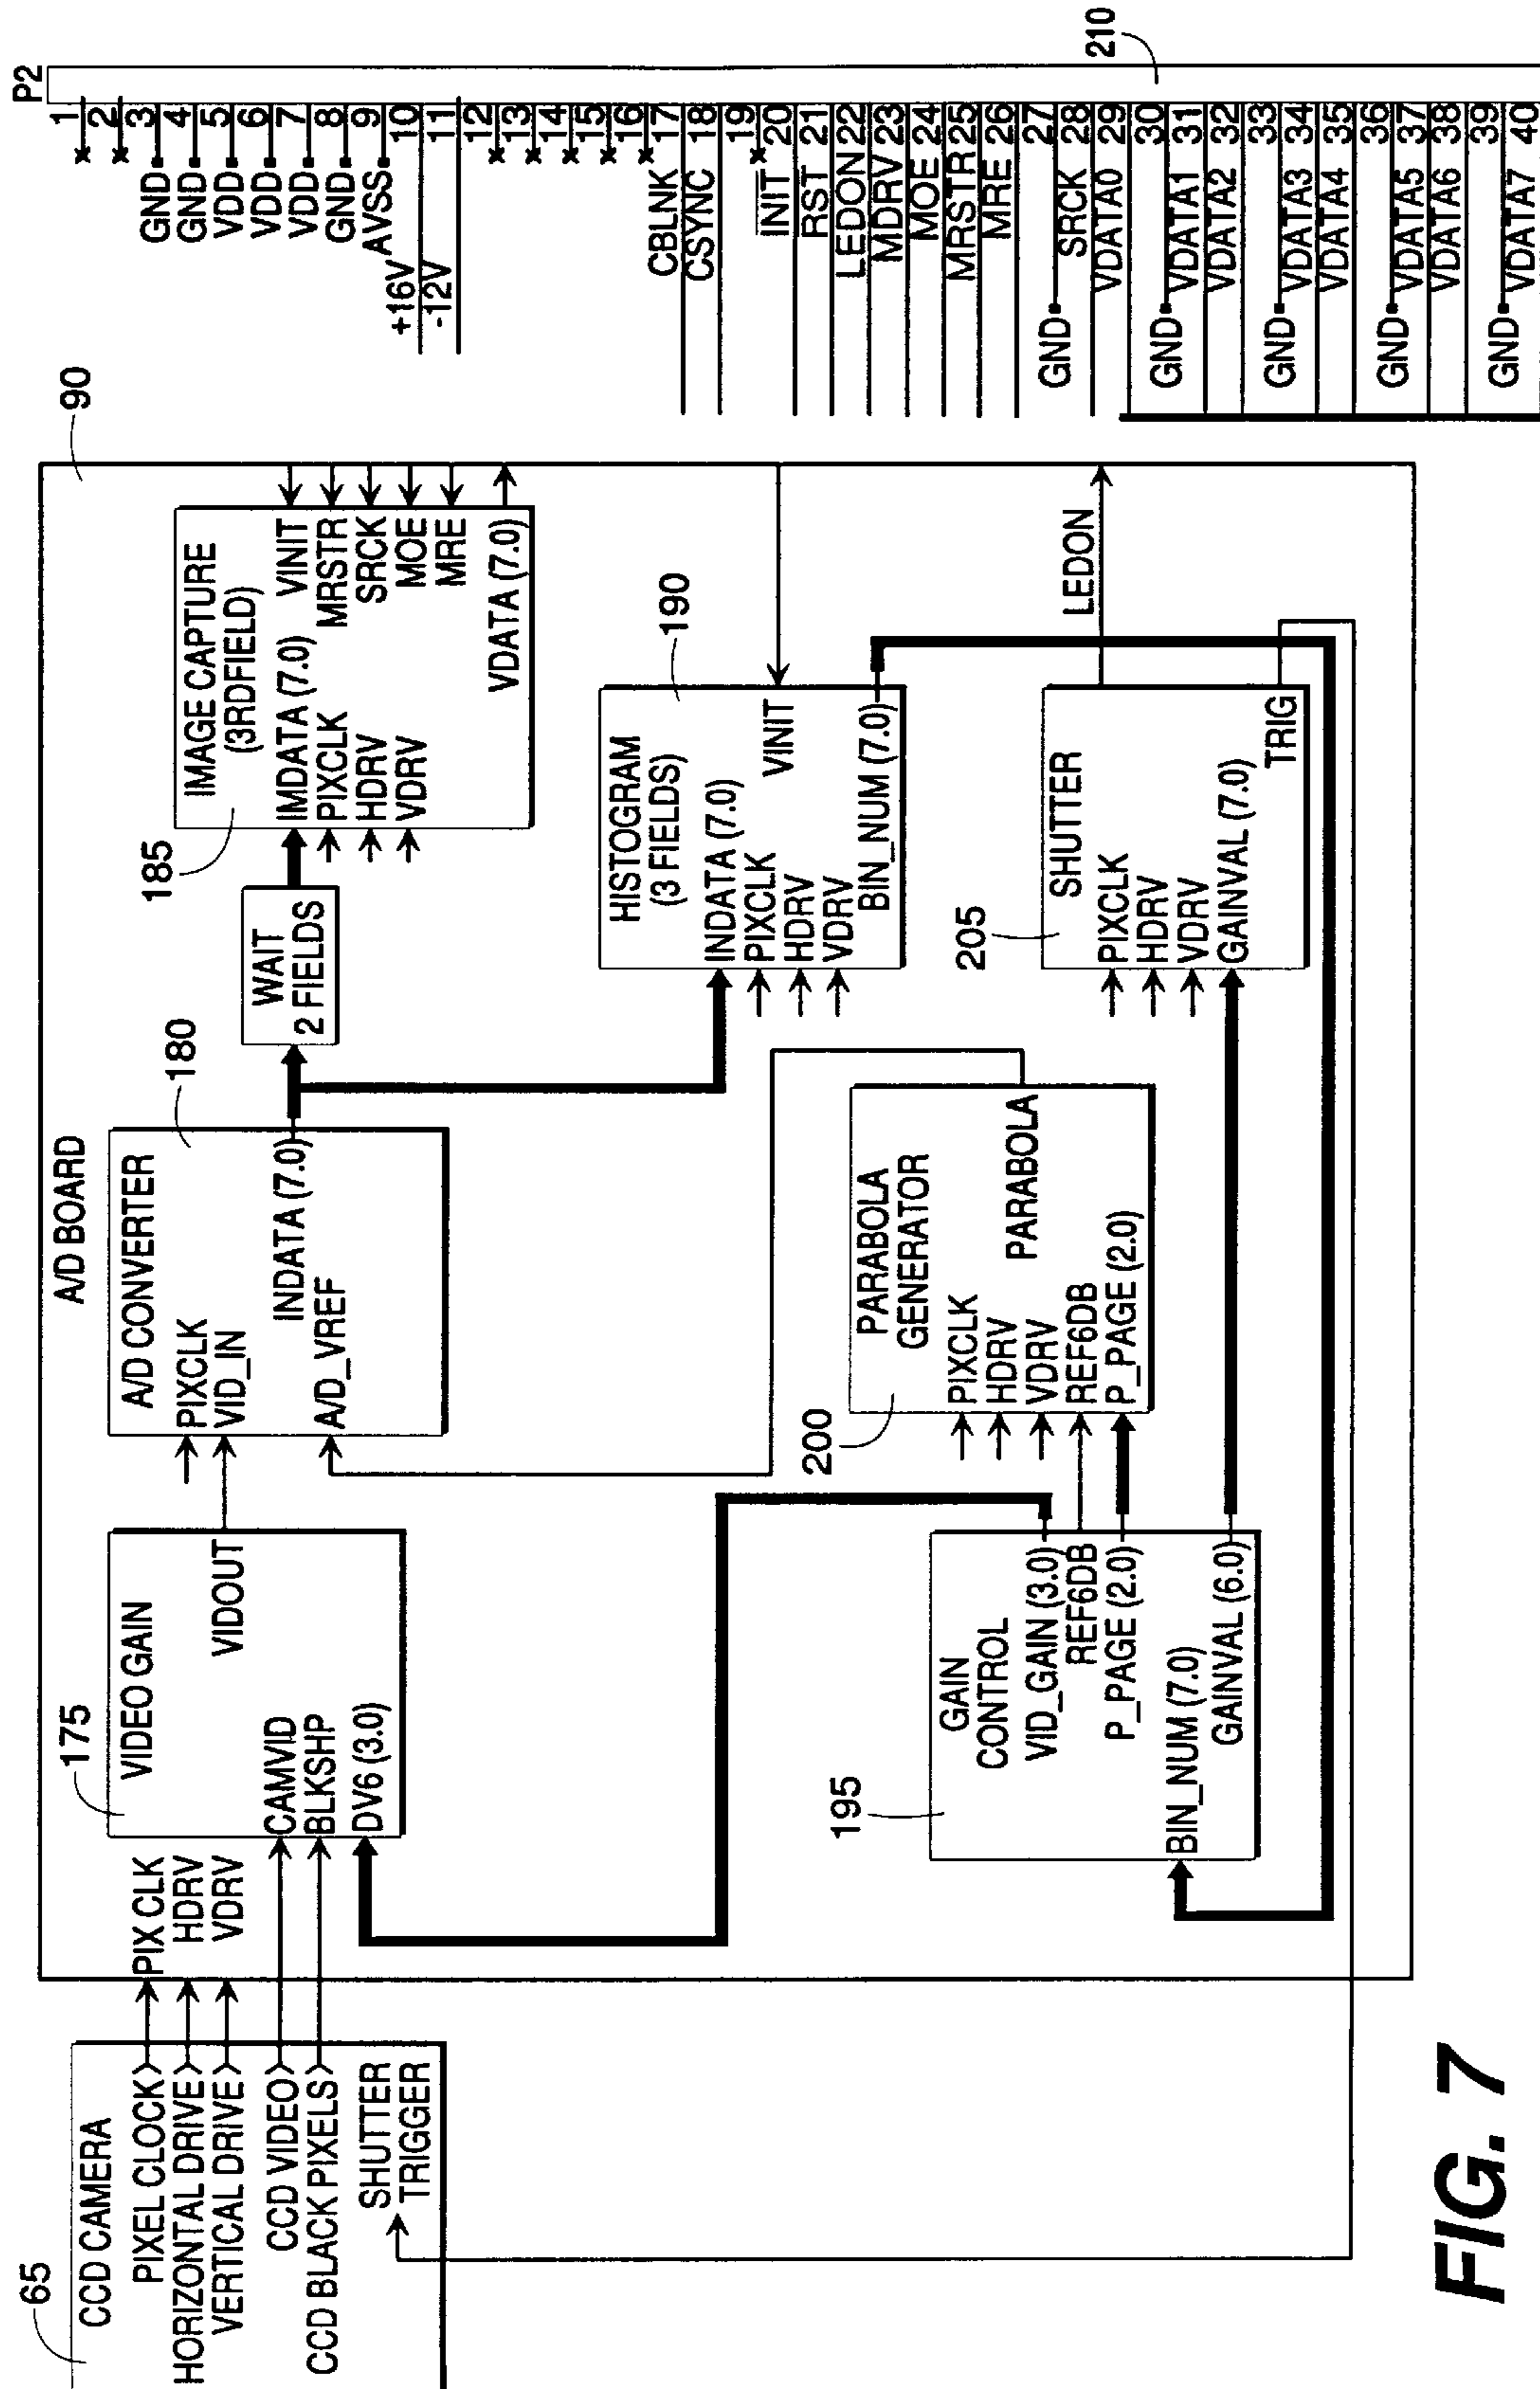 65
CCD CAMERA
PIXEL CLOCK
HORIZONTAL DRIVE
VERTICAL DRIVE
CCD VIDEO
CCD BLACK PIXELS
SHUTTER
TRIGGER
A/D BOARD
90
PIX CLK
HDRV
VDRV
175
VIDEO GAIN
VIDOUT
CAMVID
BLKSHP
DV6 (3.0)
180
A/D CONVERTER
PIXCLK
VID_IN
INDATA (7.0)
A/D_VREF
WAIT
2 FIELDS
185
IMAGE CAPTURE
(3RDFIELD)
IMDATA (7.0)
VINIT
PIXCLK
MRSTR
HDRV
SRCK
VDRV
MOE
MRE
VDATA (7.0)
190
HISTOGRAM
(3 FIELDS)
INDATA (7.0)
PIXCLK
VINIT
HDRV
VDRV
BIN_NUM (7.0)
195
GAIN
CONTROL
VID_GAIN (3.0)
REF6DB
P_PAGE (2.0)
BIN_NUM (7.0)
GAINVAL (6.0)
200
PARABOLA
GENERATOR
PIXCLK
HDRV
PARABOLA
VDRV
REF6DB
P_PAGE (2.0)
205
SHUTTER
PIXCLK
HDRV
VDRV
GAINVAL (7.0)
TRIG
LEDON
P2
1
2
GND 3
GND 4
VDD 5
VDD 6
VDD 7
GND 8
AVSS 9
+16V 10
-12V 11
12
13
14
15
16
CBLNK 17
CSYNC 18
19
INIT 20
RST 21
LEDON 22
MDRV 23
MOE 24
MRSTR 25
MRE 26
GND 27
SRCK 28
VDATA0 29
GND 30
VDATA1 31
VDATA2 32
GND 33
VDATA3 34
VDATA4 35
GND 36
VDATA5 37
VDATA6 38
GND 39
VDATA7 40
210
FIG. 7